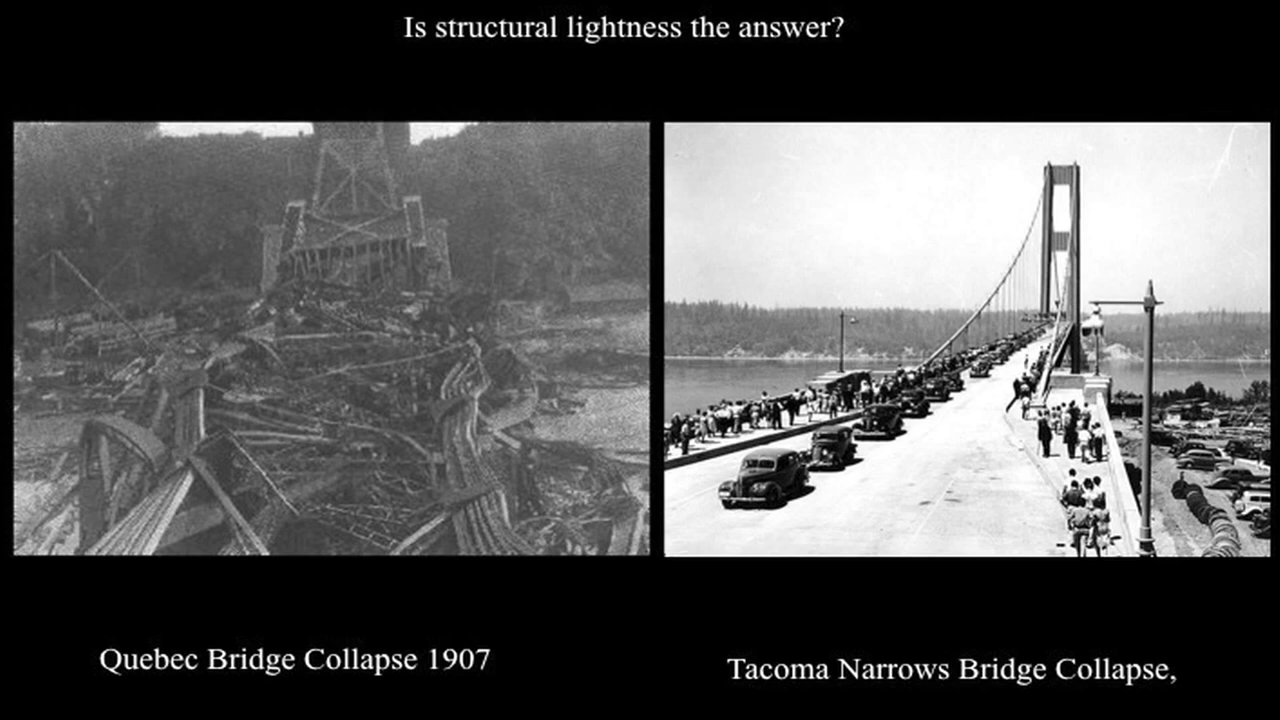 Is structural lightness the answer?
Quebec Bridge Collapse 1907
Tacoma Narrows Bridge Collapse,